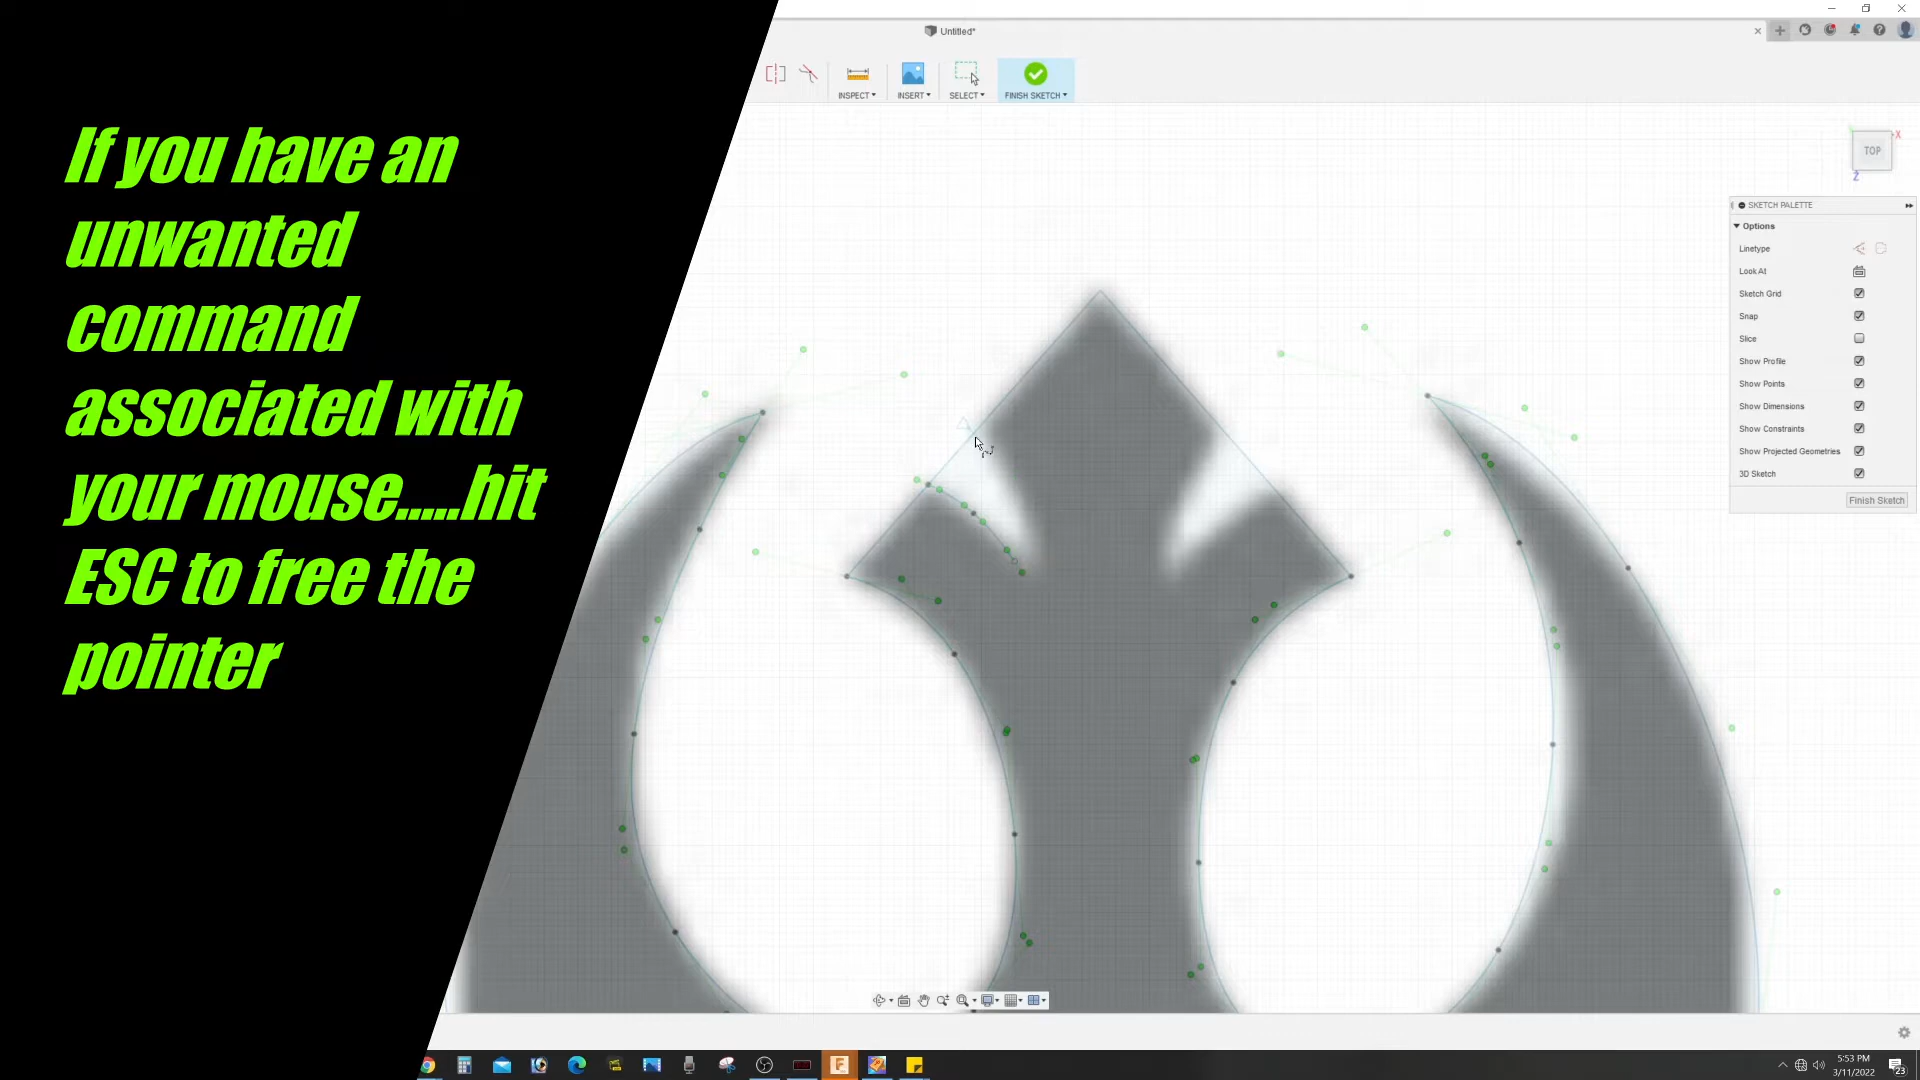 Untitled*
If you have an
unwanted
command
associated with
your mouse.....hit
ESC to free the
pointer
INSPECT
INSERT
SELECT
FINISH SKETCH
X
TOP
Z
SKETCH PALETTE
Options
Linetype
Look At
Sketch Grid
Snap
Slice
Show Profile
Show Points
Show Dimensions
Show Constraints
Show Projected Geometries
3D Sketch
Finish Sketch
5:53 PM
3/11/2022
23